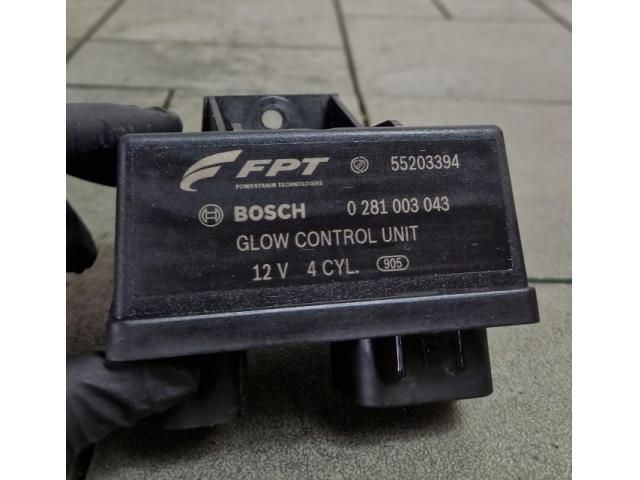 FPT 55203394
POWERTRAIN TECHNOLOGIES
BOSCH 0 281 003 043
GLOW CONTROL UNIT
12 V 4 CYL. 905